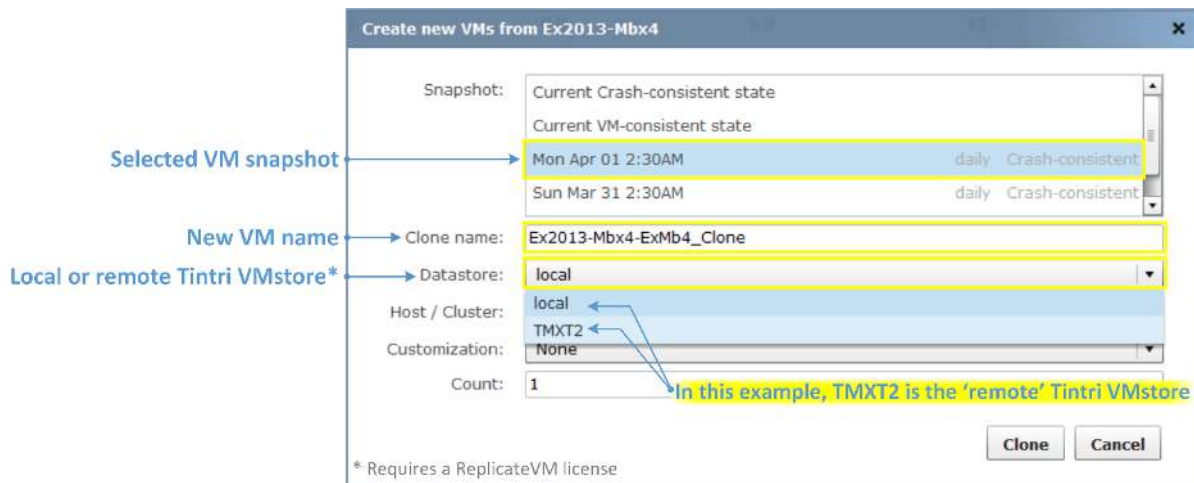 Create new VMs from Ex2013-Mbx4
Snapshot:
Current Crash-consistent state
Current VM-consistent state
Selected VM snapshot
Mon Apr 01 2:30AM daily Crash-consistent
Sun Mar 31 2:30AM daily Crash-consistent
New VM name
Clone name: Ex2013-Mbx4-ExMb4_Clone
Local or remote Tintri VMstore*
Datastore: local
local
Host / Cluster:
TMXT2
Customization: None
Count: 1
In this example, TMXT2 is the ‘remote’ Tintri VMstore
Clone Cancel
* Requires a ReplicateVM license